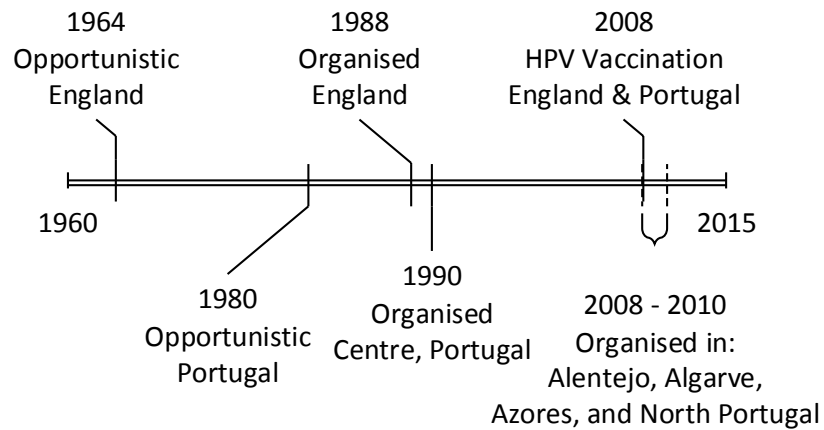 1964
Opportunistic
England
1988
Organised
England
2008
HPV Vaccination
England & Portugal
1960
2015
1980
Opportunistic
Portugal
1990
Organised
Centre, Portugal
2008 - 2010
Organised in:
Alentejo, Algarve,
Azores, and North Portugal